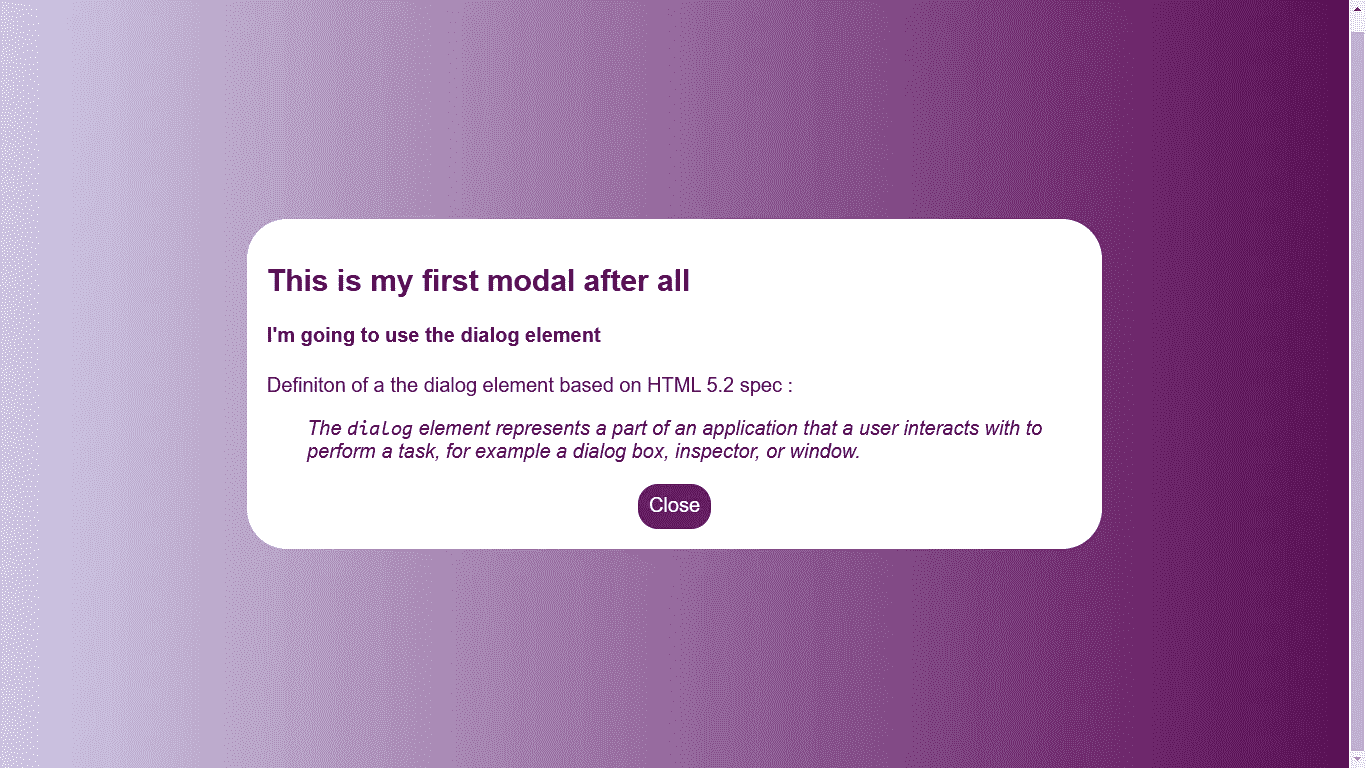 This is my first modal after all
I'm going to use the dialog element
Definiton of a the dialog element based on HTML 5.2 spec :
The dialog element represents a part of an application that a user interacts with to
perform a task, for example a dialog box, inspector, or window.
Close